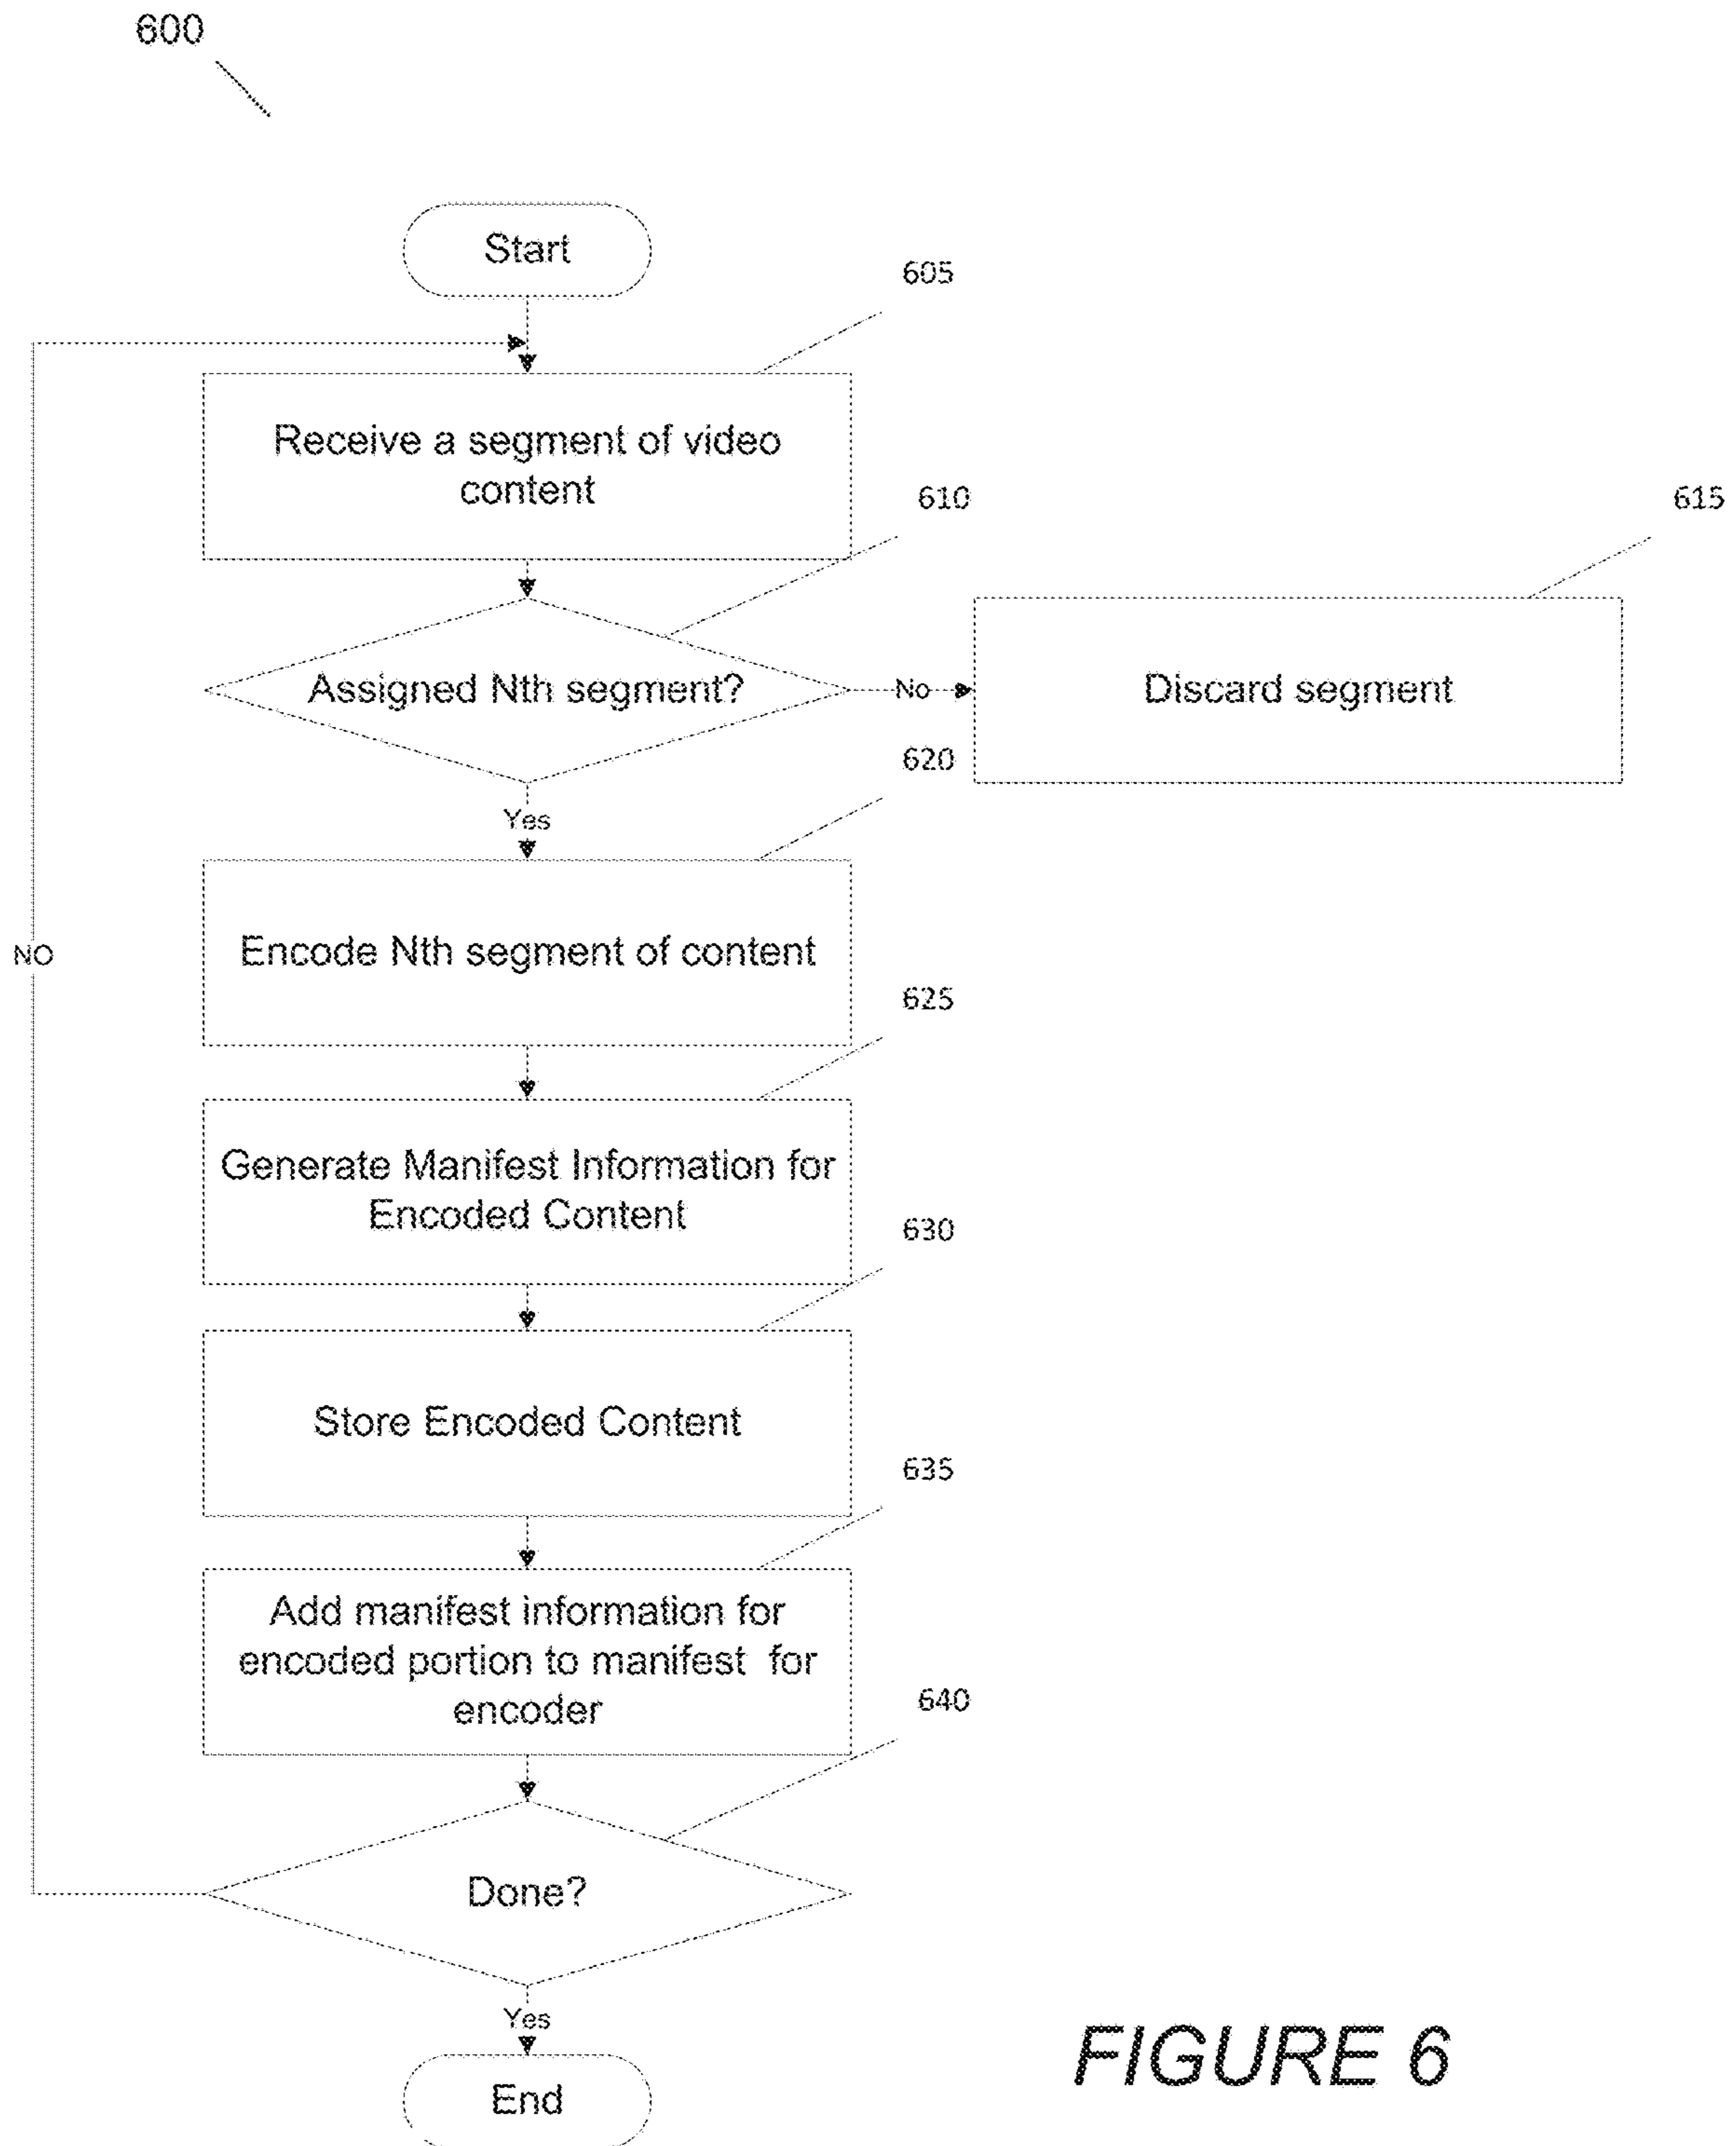 600
Start
605
Receive a segment of video
content
610
615
Assigned Nth segment?
No
Discard segment
620
Yes
Encode Nth segment of content
NO
625
Generate Manifest Information for
Encoded Content
630
Store Encoded Content
635
Add manifest information for
encoded portion to manifest for
encoder
640
Done?
Yes
End
FIGURE 6